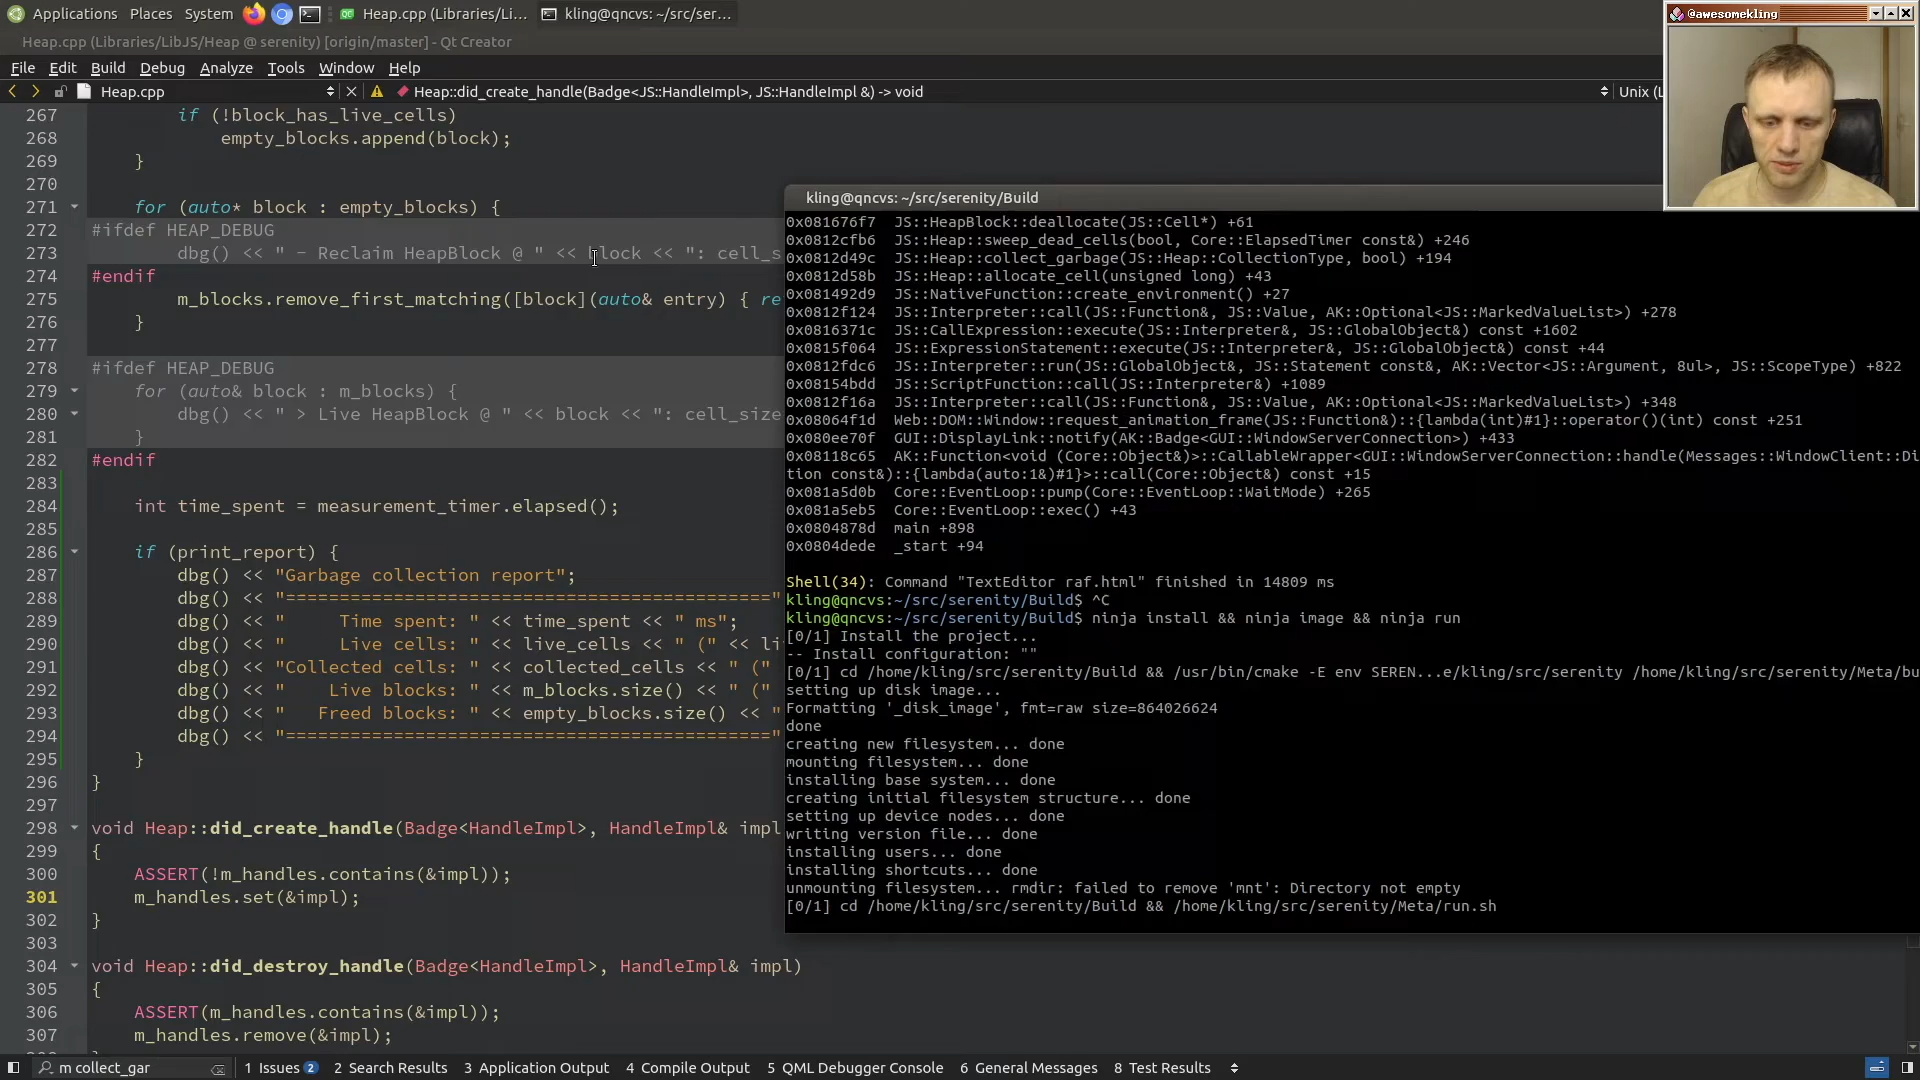 Applications Places System Heap.cpp (Libraries/Li... kling@qncvs: ~/src/ser...
@awesomekling
Heap.cpp (Libraries/LibJS/Heap @ serenity) [origin/master] - Qt Creator
File Edit Build Debug Analyze Tools Window Help
Heap.cpp Heap::did_create_handle(Badge<JS::HandleImpl>, JS::HandleImpl &) -> void Unix (L
267 if (!block_has_live_cells)
268 empty_blocks.append(block);
269 }
270
271 for (auto* block : empty_blocks) {
272 #ifdef HEAP_DEBUG
273 dbg() << " - Reclaim HeapBlock @ " << block << ": cell_s
274 #endif
275 m_blocks.remove_first_matching([block](auto& entry) { re
276 }
277
278 #ifdef HEAP_DEBUG
279 for (auto& block : m_blocks) {
280 dbg() << " > Live HeapBlock @ " << block << ": cell_size
281 }
282 #endif
283
284 int time_spent = measurement_timer.elapsed();
285
286 if (print_report) {
287 dbg() << "Garbage collection report";
288 dbg() << "============================================="
289 dbg() << "     Time spent: " << time_spent << " ms";
290 dbg() << "     Live cells: " << live_cells << " (" << li
291 dbg() << "Collected cells: " << collected_cells << " ("
292 dbg() << "    Live blocks: " << m_blocks.size() << " ("
293 dbg() << "   Freed blocks: " << empty_blocks.size() << "
294 dbg() << "============================================="
295 }
296 }
297
298 void Heap::did_create_handle(Badge<HandleImpl>, HandleImpl& impl
299 {
300 ASSERT(!m_handles.contains(&impl));
301 m_handles.set(&impl);
302 }
303
304 void Heap::did_destroy_handle(Badge<HandleImpl>, HandleImpl& impl)
305 {
306 ASSERT(m_handles.contains(&impl));
307 m_handles.remove(&impl);
kling@qncvs: ~/src/serenity/Build
0x081676f7 JS::HeapBlock::deallocate(JS::Cell*) +61
0x0812cfb6 JS::Heap::sweep_dead_cells(bool, Core::ElapsedTimer const&) +246
0x0812d49c JS::Heap::collect_garbage(JS::Heap::CollectionType, bool) +194
0x0812d58b JS::Heap::allocate_cell(unsigned long) +43
0x081492d9 JS::NativeFunction::create_environment() +27
0x0812f124 JS::Interpreter::call(JS::Function&, JS::Value, AK::Optional<JS::MarkedValueList>) +278
0x0816371c JS::CallExpression::execute(JS::Interpreter&, JS::GlobalObject&) const +1602
0x0815f064 JS::ExpressionStatement::execute(JS::Interpreter&, JS::GlobalObject&) const +44
0x0812fdc6 JS::Interpreter::run(JS::GlobalObject&, JS::Statement const&, AK::Vector<JS::Argument, 8ul>, JS::ScopeType) +822
0x08154bdd JS::ScriptFunction::call(JS::Interpreter&) +1089
0x0812f16a JS::Interpreter::call(JS::Function&, JS::Value, AK::Optional<JS::MarkedValueList>) +348
0x08064f1d Web::DOM::Window::request_animation_frame(JS::Function&)::{lambda(int)#1}::operator()(int) const +251
0x080ee70f GUI::DisplayLink::notify(AK::Badge<GUI::WindowServerConnection>) +433
0x08118c65 AK::Function<void (Core::Object&)>::CallableWrapper<GUI::WindowServerConnection::handle(Messages::WindowClient::Di
tion const&)::{lambda(auto:1&)#1}>::call(Core::Object&) const +15
0x081a5d0b Core::EventLoop::pump(Core::EventLoop::WaitMode) +265
0x081a5eb5 Core::EventLoop::exec() +43
0x0804878d main +898
0x0804dede _start +94
Shell(34): Command "TextEditor raf.html" finished in 14809 ms
kling@qncvs:~/src/serenity/Build$ ^C
kling@qncvs:~/src/serenity/Build$ ninja install && ninja image && ninja run
[0/1] Install the project...
-- Install configuration: ""
[0/1] cd /home/kling/src/serenity/Build && /usr/bin/cmake -E env SEREN...e/kling/src/serenity /home/kling/src/serenity/Meta/bu
setting up disk image...
Formatting '_disk_image', fmt=raw size=864026624
done
creating new filesystem... done
mounting filesystem... done
installing base system... done
creating initial filesystem structure... done
setting up device nodes... done
writing version file... done
installing users... done
installing shortcuts... done
unmounting filesystem... rmdir: failed to remove 'mnt': Directory not empty
[0/1] cd /home/kling/src/serenity/Build && /home/kling/src/serenity/Meta/run.sh
m collect_gar 1 Issues 2 2 Search Results 3 Application Output 4 Compile Output 5 QML Debugger Console 6 General Messages 8 Test Results